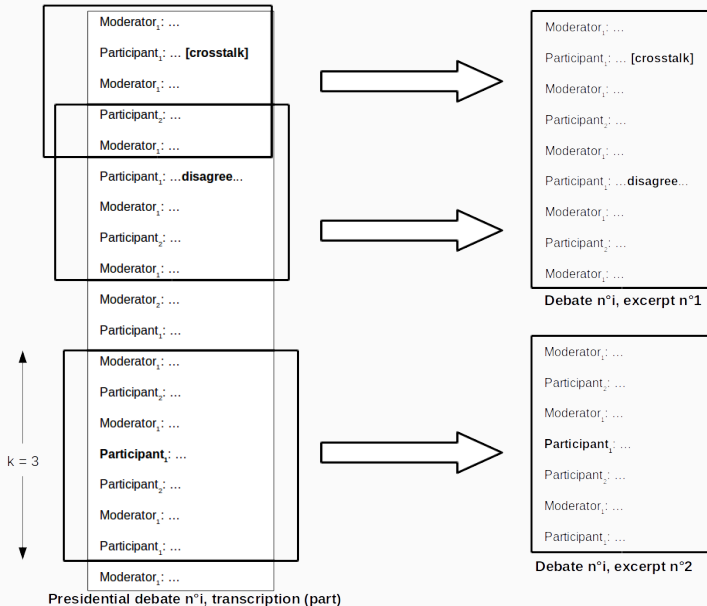 Moderator₁: ...
Participant₁: ... [crosstalk]
Moderator₁: ...
Participant₂: ...
Moderator₁: ...
Participant₁: ...disagree...
Moderator₁: ...
Participant₂: ...
Moderator₁: ...
Moderator₂: ...
Participant₁: ...
Moderator₁: ...
Participant₂: ...
Moderator₁: ...
Participant₁: ...
Participant₂: ...
Moderator₁: ...
Participant₁: ...
Moderator₁: ...
k = 3
Presidential debate n°i, transcription (part)
Moderator₁: ...
Participant₁: ... [crosstalk]
Moderator₁: ...
Participant₂: ...
Moderator₁: ...
Participant₁: ...disagree...
Moderator₁: ...
Participant₂: ...
Moderator₁: ...
Debate n°i, excerpt n°1
Moderator₁: ...
Participant₂: ...
Moderator₁: ...
Participant₁: ...
Participant₂: ...
Moderator₁: ...
Participant₁: ...
Debate n°i, excerpt n°2